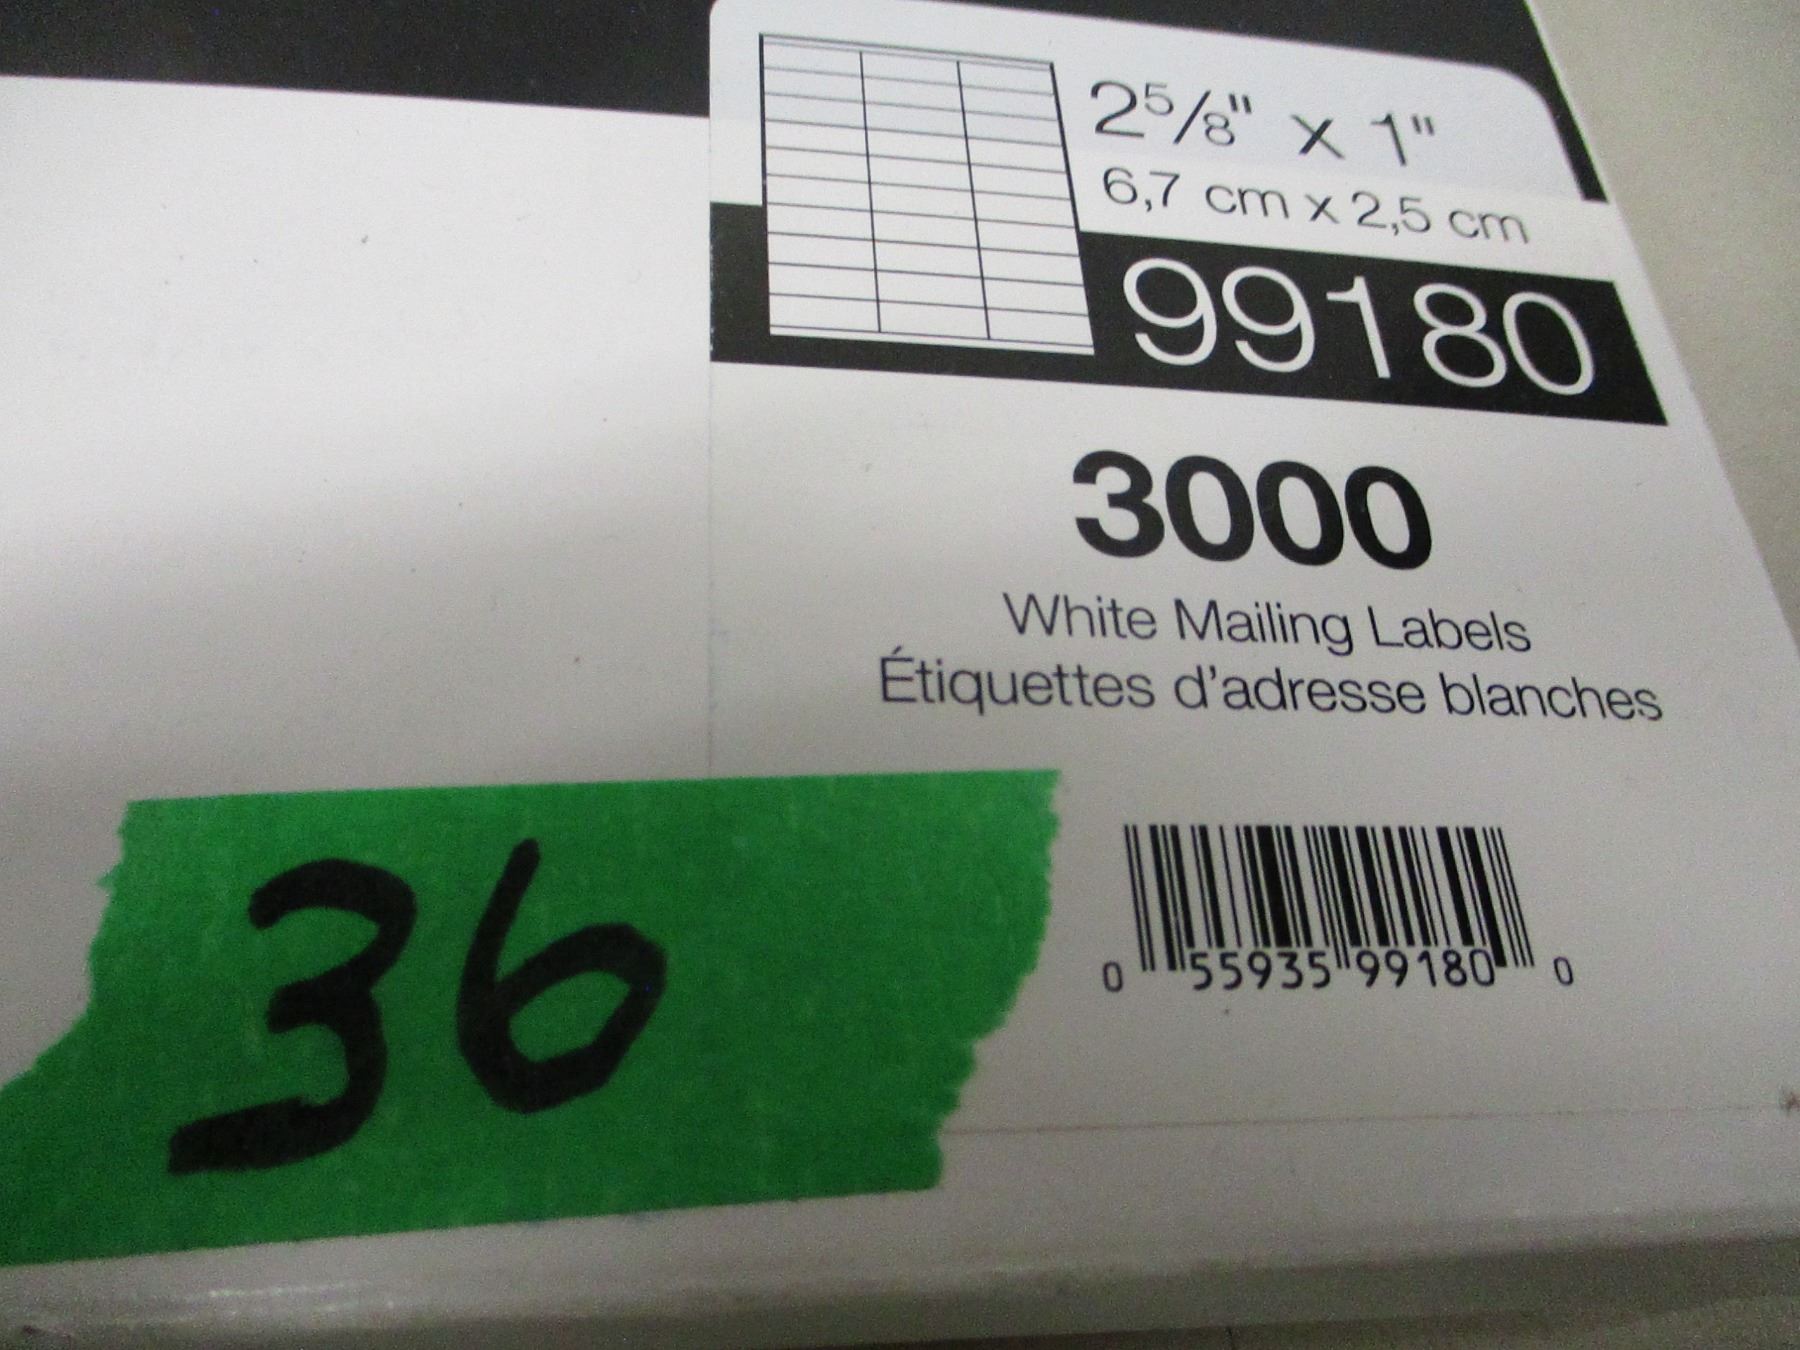 2⅝" x 1"
6,7 cm x 2,5 cm
99180
3000
White Mailing Labels
Étiquettes d'adresse blanches
36
0 55935 99180 0